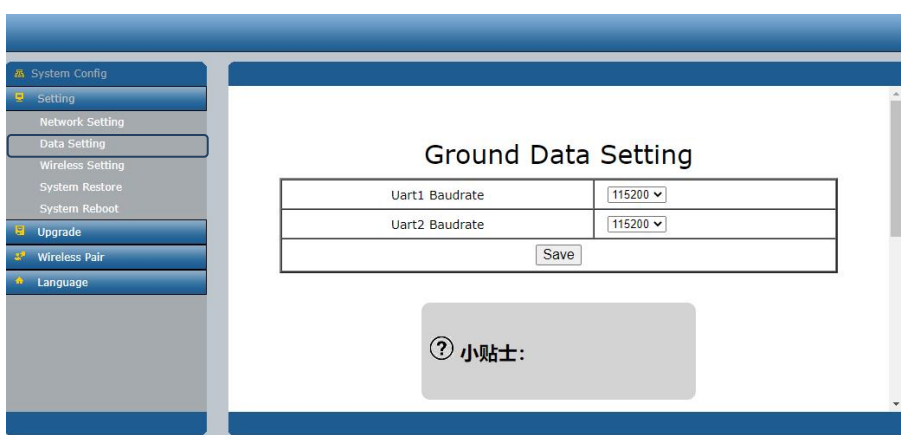 System Config
Setting
Network Setting
Data Setting
Wireless Setting
System Restore
System Reboot
Upgrade
Wireless Pair
Language
Ground Data Setting
Uart1 Baudrate 115200
Uart2 Baudrate 115200
Save
? 小贴士: